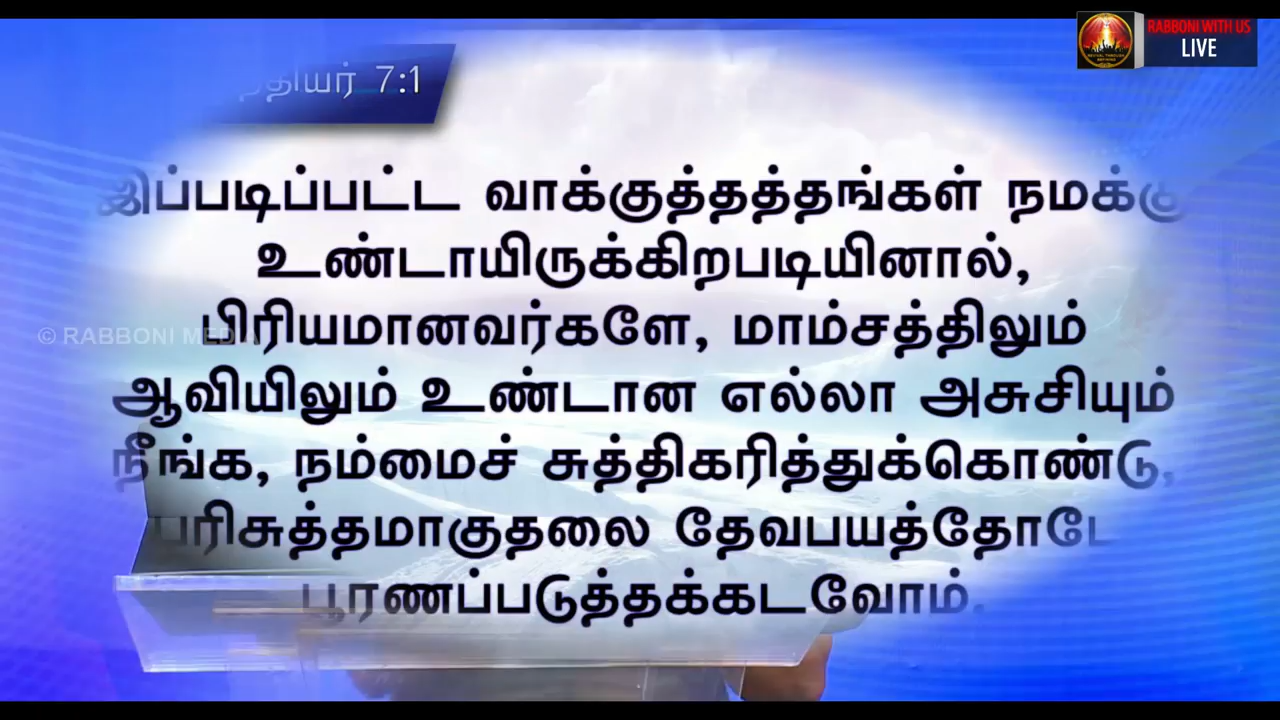 RABBONI WITH US
LIVE
7:1
இப்படிப்பட்ட வாக்குத்தத்தங்கள் நமக்கு
உண்டாயிருக்கிறபடியினால்,
பிரியமானவர்களே, மாம்சத்திலும்
© RABBONI MEDIA
ஆவியிலும் உண்டான எல்லா அசுசியும்
நீங்க, நம்மைச் சுத்திகரித்துக்கொண்டு,
பரிசுத்தமாகுதலை தேவபயத்தோடே
பூரணப்படுத்தக்கடவோம்.